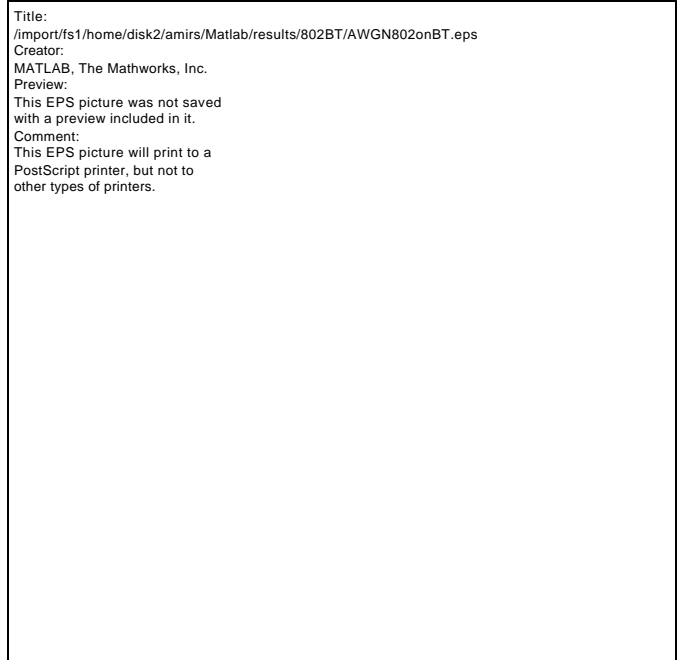 Title:
/import/fs1/home/disk2/amirs/Matlab/results/802BT/AWGN802onBT.eps
Creator:
MATLAB, The Mathworks, Inc.
Preview:
This EPS picture was not saved
with a preview included in it.
Comment:
This EPS picture will print to a
PostScript printer, but not to
other types of printers.